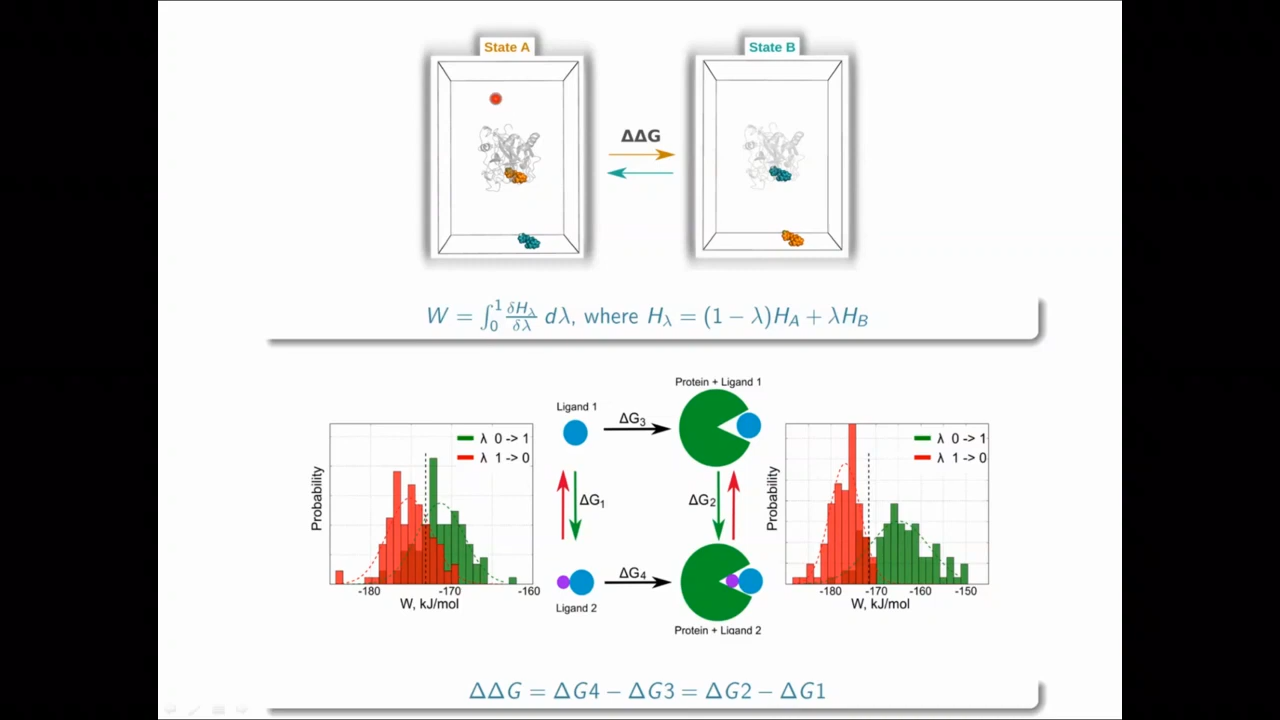 State A
State B
ΔΔG
W = ∫₀¹ δH_λ/δλ dλ, where H_λ = (1 − λ)H_A + λH_B
Protein + Ligand 1
Ligand 1
ΔG₃
λ 0 -> 1
λ 1 -> 0
Probability
-180
-170
-160
W, kJ/mol
ΔG₁
ΔG₂
λ 0 -> 1
λ 1 -> 0
Probability
-180
-170
-160
-150
W, kJ/mol
ΔG₄
Ligand 2
Protein + Ligand 2
ΔΔG = ΔG4 − ΔG3 = ΔG2 − ΔG1